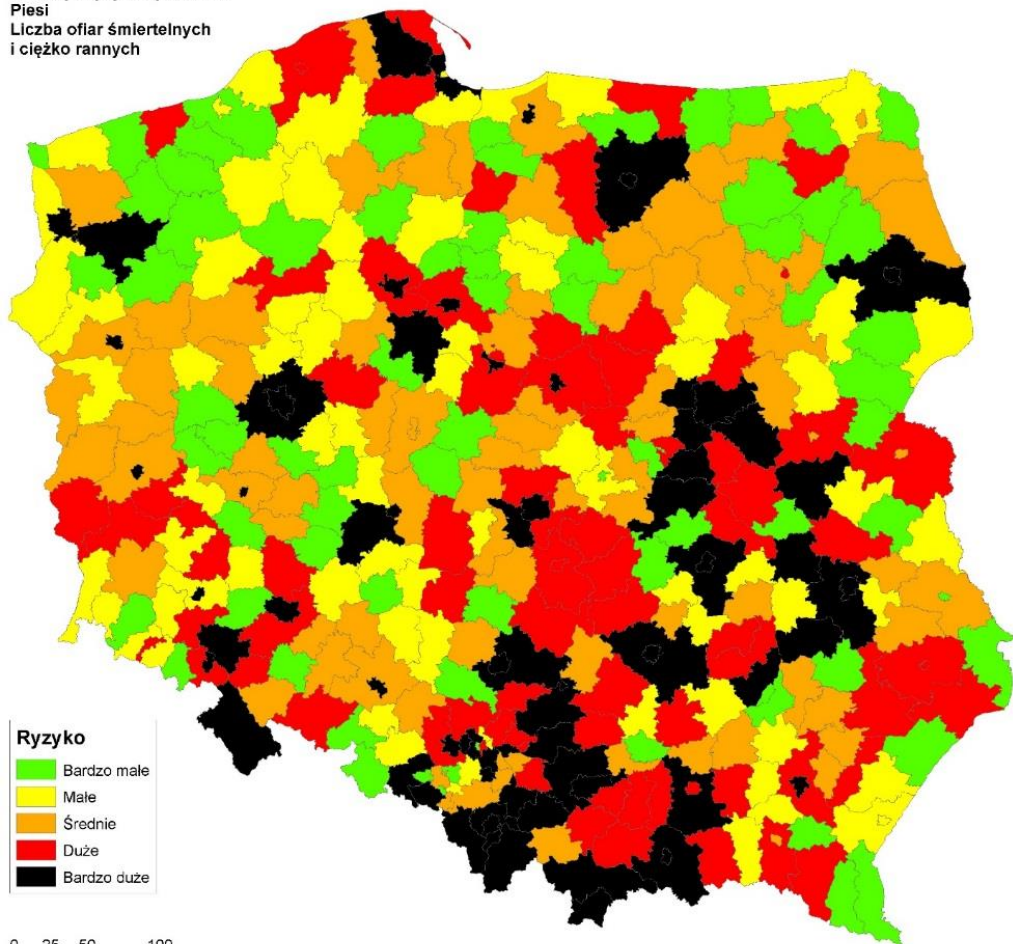 Piesi
Liczba ofiar śmiertelnych
i ciężko rannych
Ryzyko
Bardzo małe
Małe
Średnie
Duże
Bardzo duże
0 25 50 100